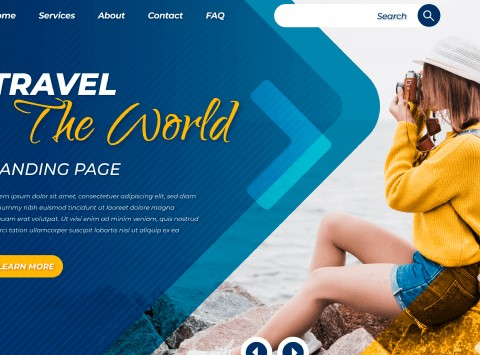 ome Services About Contact FAQ Search
TRAVEL
The World
ANDING PAGE
em ipsum dolor sit amet, consectetuer adipiscing elit, sed diam
ummy nibh euismod tincidunt ut laoreet dolore magna
uam erat volutpat. Ut wisi enim ad minim veniam, quis nostrud
rci tation ullamcorper suscipit lobortis nisl ut aliquip ex ea
LEARN MORE